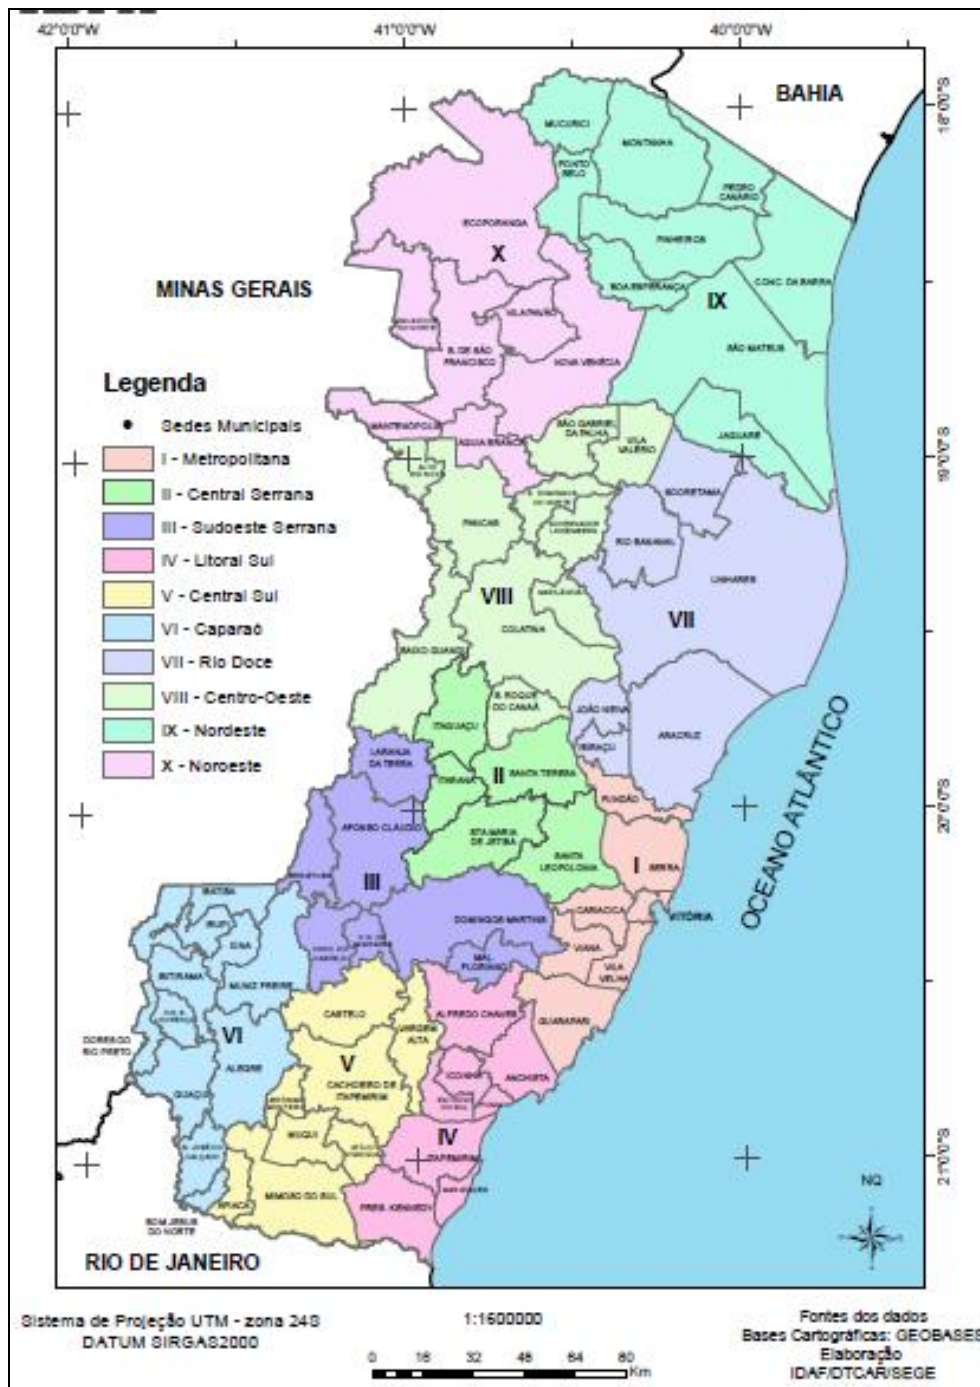 42°0'0"W
41°0'0"W
40°0'0"W
18°0'0"S
19°0'0"S
20°0'0"S
21°0'0"S
BAHIA
MINAS GERAIS
RIO DE JANEIRO
OCEANO ATLÂNTICO
Legenda
Sedes Municipais
I - Metropolitana
II - Central Serrana
III - Sudoeste Serrana
IV - Litoral Sul
V - Central Sul
VI - Caparaó
VII - Rio Doce
VIII - Centro-Oeste
IX - Nordeste
X - Noroeste
MUCURICI
MONTANHA
PONTO
BELO
PEDRO
CANÁRIO
ECOPORANGA
X
PINHEIROS
BOA ESPERANÇA
CONC. DA BARRA
IX
VILA PAVÃO
B. DE SÃO
FRANCISCO
NOVA VENÉCIA
SÃO MATEUS
MANTENÓPOLIS
ÁGUIA BRANCA
SÃO GABRIEL
DA PALHA
VILA
VALÉRIO
JAGUARÉ
SOORETAMA
PANCAS
RIO BANANAL
LINHARES
VIII
VII
COLATINA
BAIXO GUANDU
S. ROQUE
DO CANAÃ
JOÃO NEIVA
ITAGUAÇU
ARACRUZ
IBIRAÇU
LARANJA
DA TERRA
II
SANTA TERESA
ITARANA
FUNDÃO
AFONSO CLÁUDIO
STA MARIA
DE JETIBÁ
SANTA
LEOPOLDINA
I
SERRA
III
IBATIBA
CARIACICA
VITÓRIA
DOMINGOS MARTINS
IÚNA
VIANA
MAL.
FLORIANO
VILA
VELHA
IBITIRAMA
MUNIZ FREIRE
CASTELO
ALFREDO CHAVES
GUARAPARI
VARGEM
ALTA
VI
DORES DO
RIO PRETO
ALEGRE
V
ICONHA
ANCHIETA
CACHOEIRO DE
ITAPEMIRIM
GUAÇUÍ
MUQUI
IV
ITAPEMIRIM
MIMOSO DO SUL
PRES. KENNEDY
APIACÁ
BOM JESUS
DO NORTE
NQ
Sistema de Projeção UTM - zona 24S
DATUM SIRGAS2000
1:1600000
0 16 32 48 64 80
Km
Fontes dos dados
Bases Cartográficas: GEOBASES
Elaboração
IDAF/DTCAR/SEGE